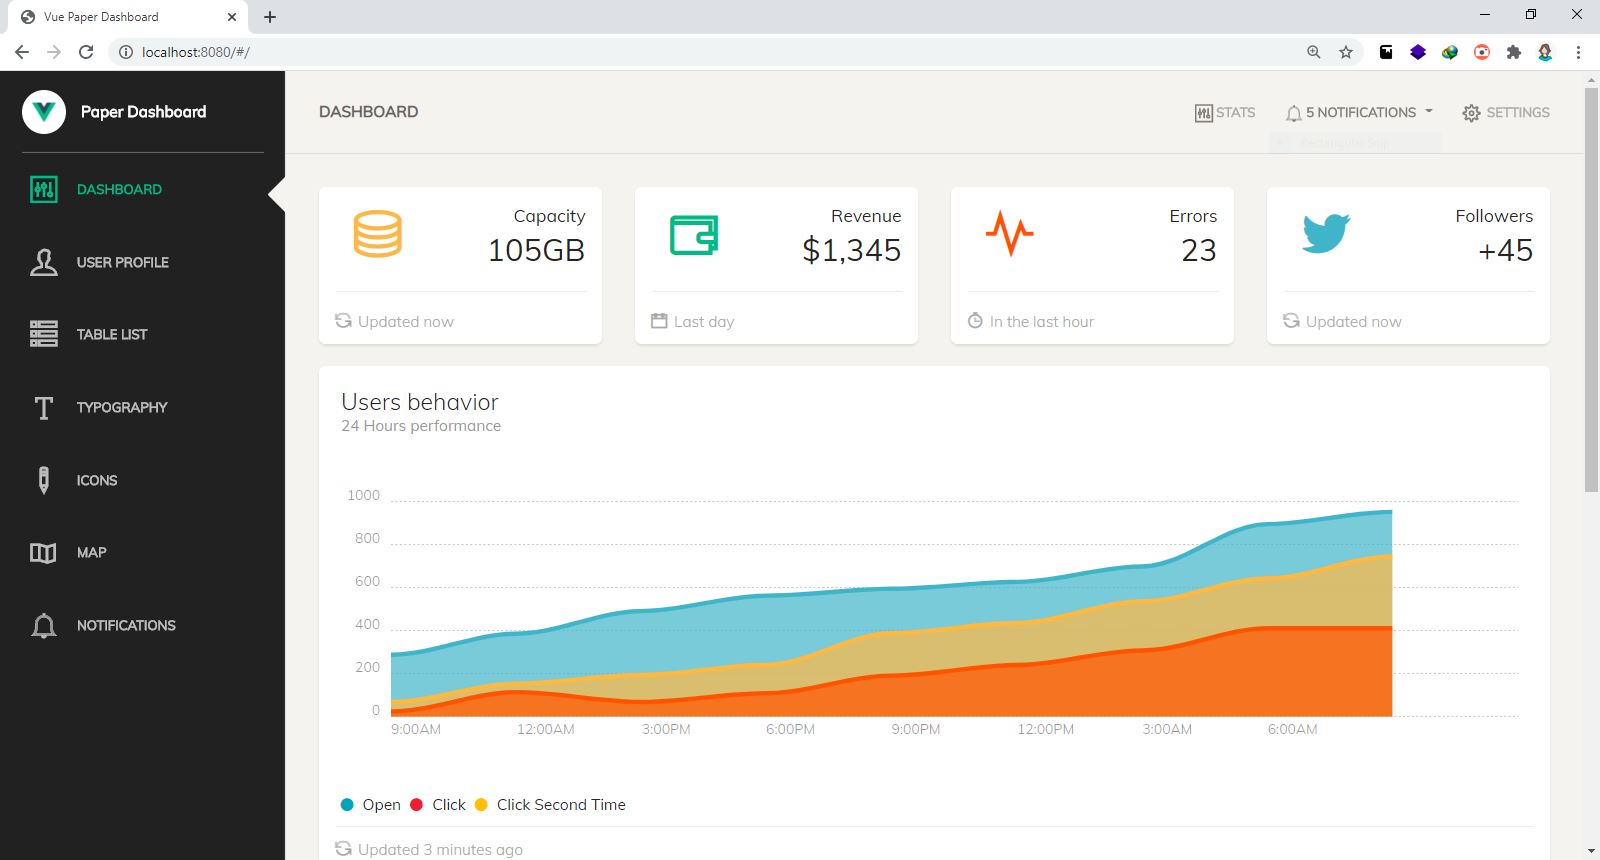 Vue Paper Dashboard
localhost:8080/#/
Paper Dashboard
DASHBOARD
USER PROFILE
TABLE LIST
TYPOGRAPHY
ICONS
MAP
NOTIFICATIONS
DASHBOARD
STATS
5 NOTIFICATIONS
SETTINGS
Rectangular Snip
Capacity
105GB
Updated now
Revenue
$1,345
Last day
Errors
23
In the last hour
Followers
+45
Updated now
Users behavior
24 Hours performance
1000
800
600
400
200
0
9:00AM 12:00AM 3:00PM 6:00PM 9:00PM 12:00PM 3:00AM 6:00AM
Open Click Click Second Time
Updated 3 minutes ago